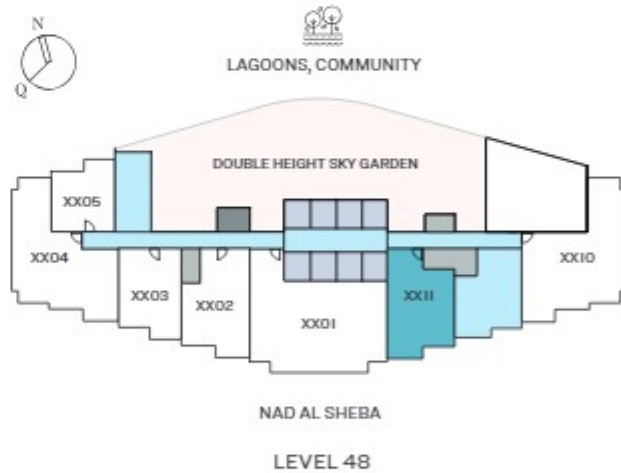 N
Q
LAGOONS, COMMUNITY
DOUBLE HEIGHT SKY GARDEN
XX05
XX04
XX03
XX02
XX01
XX11
XX10
NAD AL SHEBA
LEVEL 48